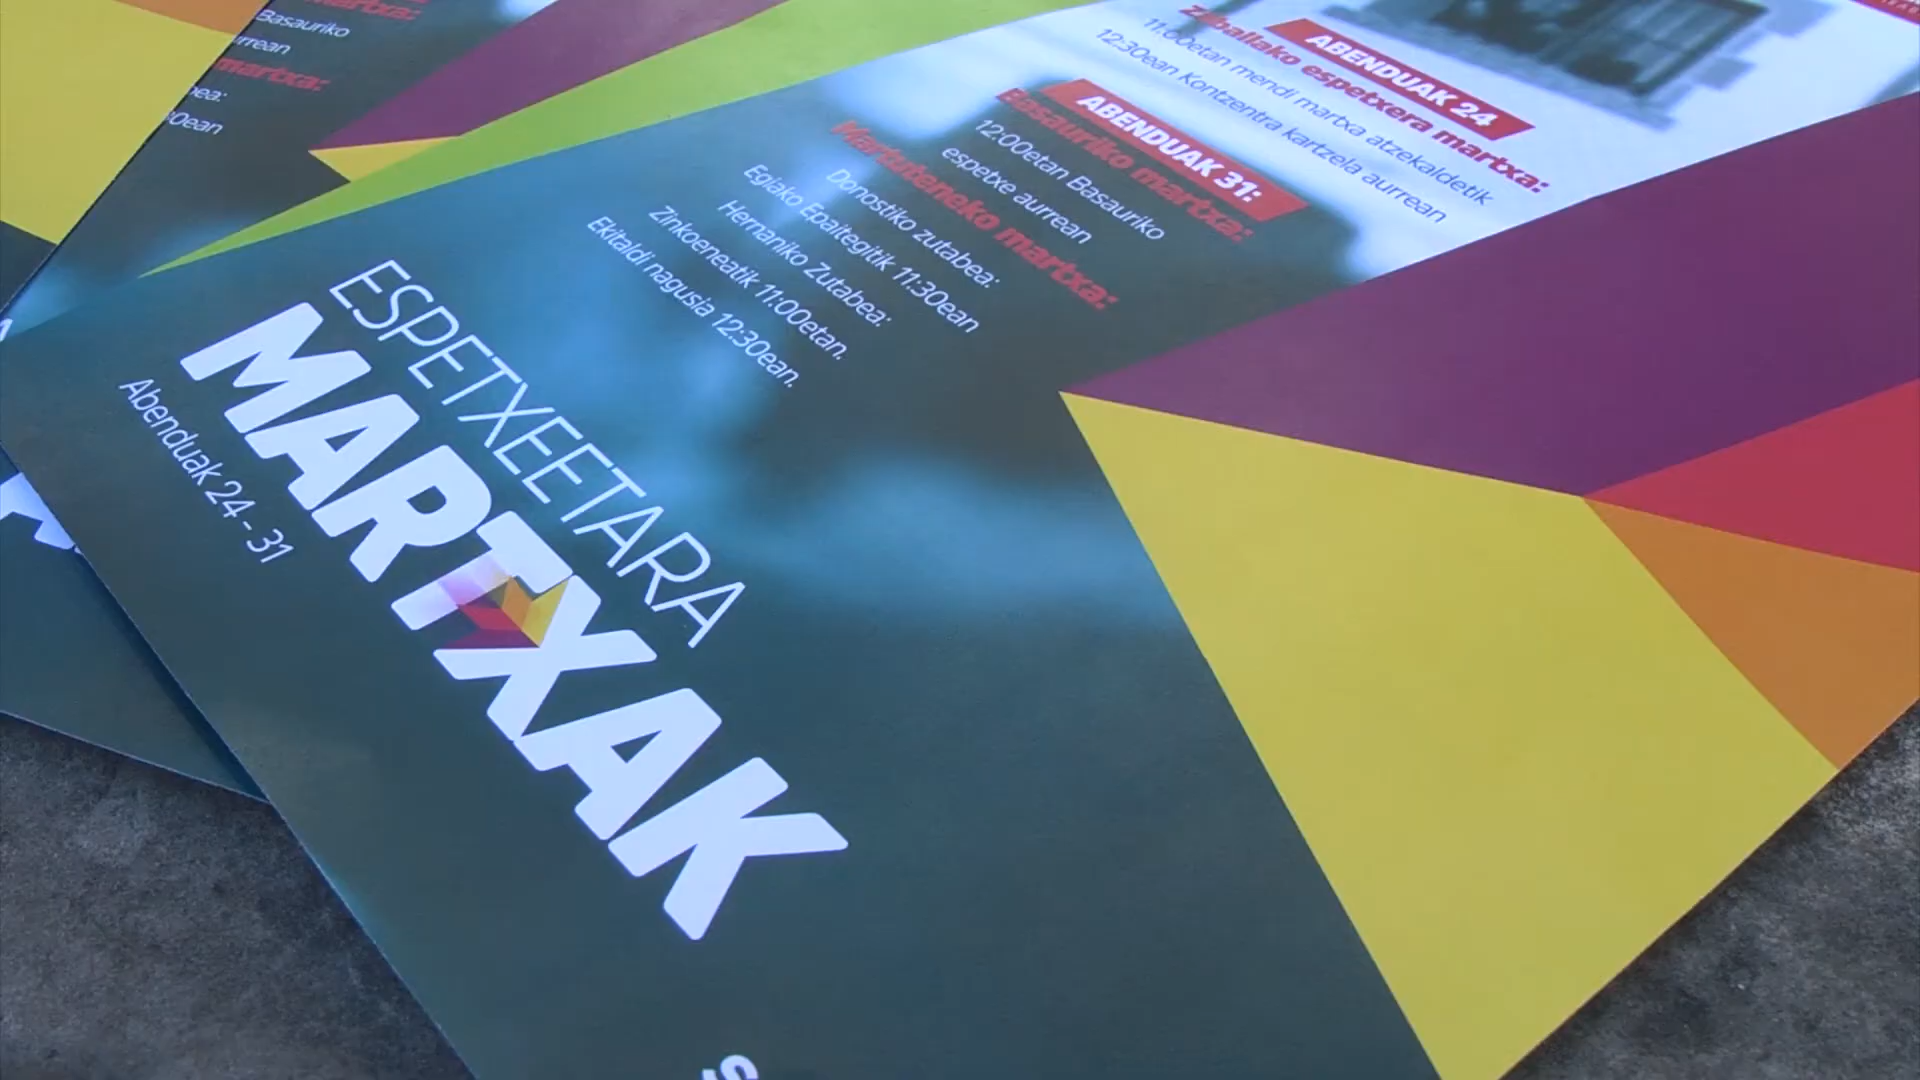 ABENDUAK 24
Zaballako espetxera martxa:
11:00etan mendi martxa atzekaldetik
12:30ean Kontzentra kartzela aurrean
ABENDUAK 31:
Basauriko martxa:
12:00etan Basauriko
espetxe aurrean
Martuteneko martxa:
Donostiko zutabea:
Egiako Epaitegitik 11:30ean
Hernaniko Zutabea:
Zinkoeneatik 11:00etan.
Ekitaldi nagusia 12:30ean.
ESPETXEETARA
MARTXAK
Abenduak 24 - 31
martxa:
Basauriko
martxa: